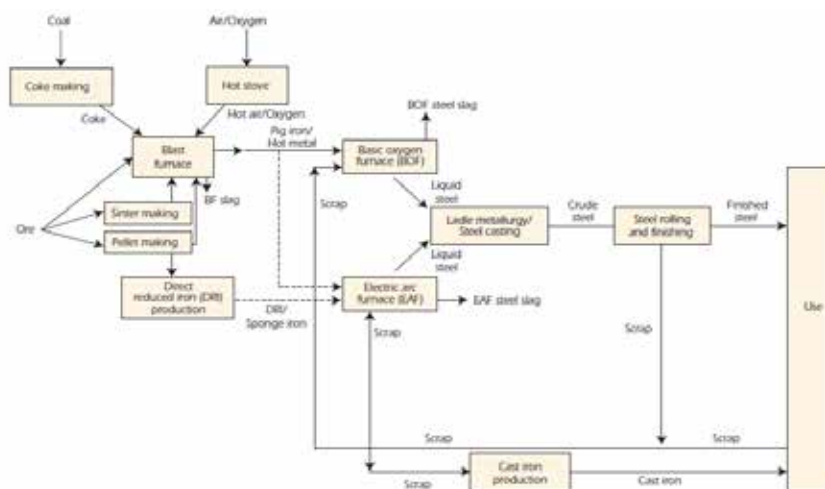 Coal
Air/Oxygen
Coke making
Hot stove
Coke
Hot air/Oxygen
BOF steel slag
Pig iron/
Hot metal
Blast
furnace
Basic oxygen
furnace (BOF)
BF slag
Scrap
Liquid
steel
Ore
Sinter making
Pellet making
Ladle metallurgy/
Steel casting
Crude
steel
Steel rolling
and finishing
Finished
steel
Liquid
steel
Direct
reduced iron (DRI)
production
Electric arc
furnace (EAF)
EAF steel slag
DRI/
Sponge iron
Use
Scrap
Scrap
Scrap
Scrap
Scrap
Cast iron
production
Cast iron